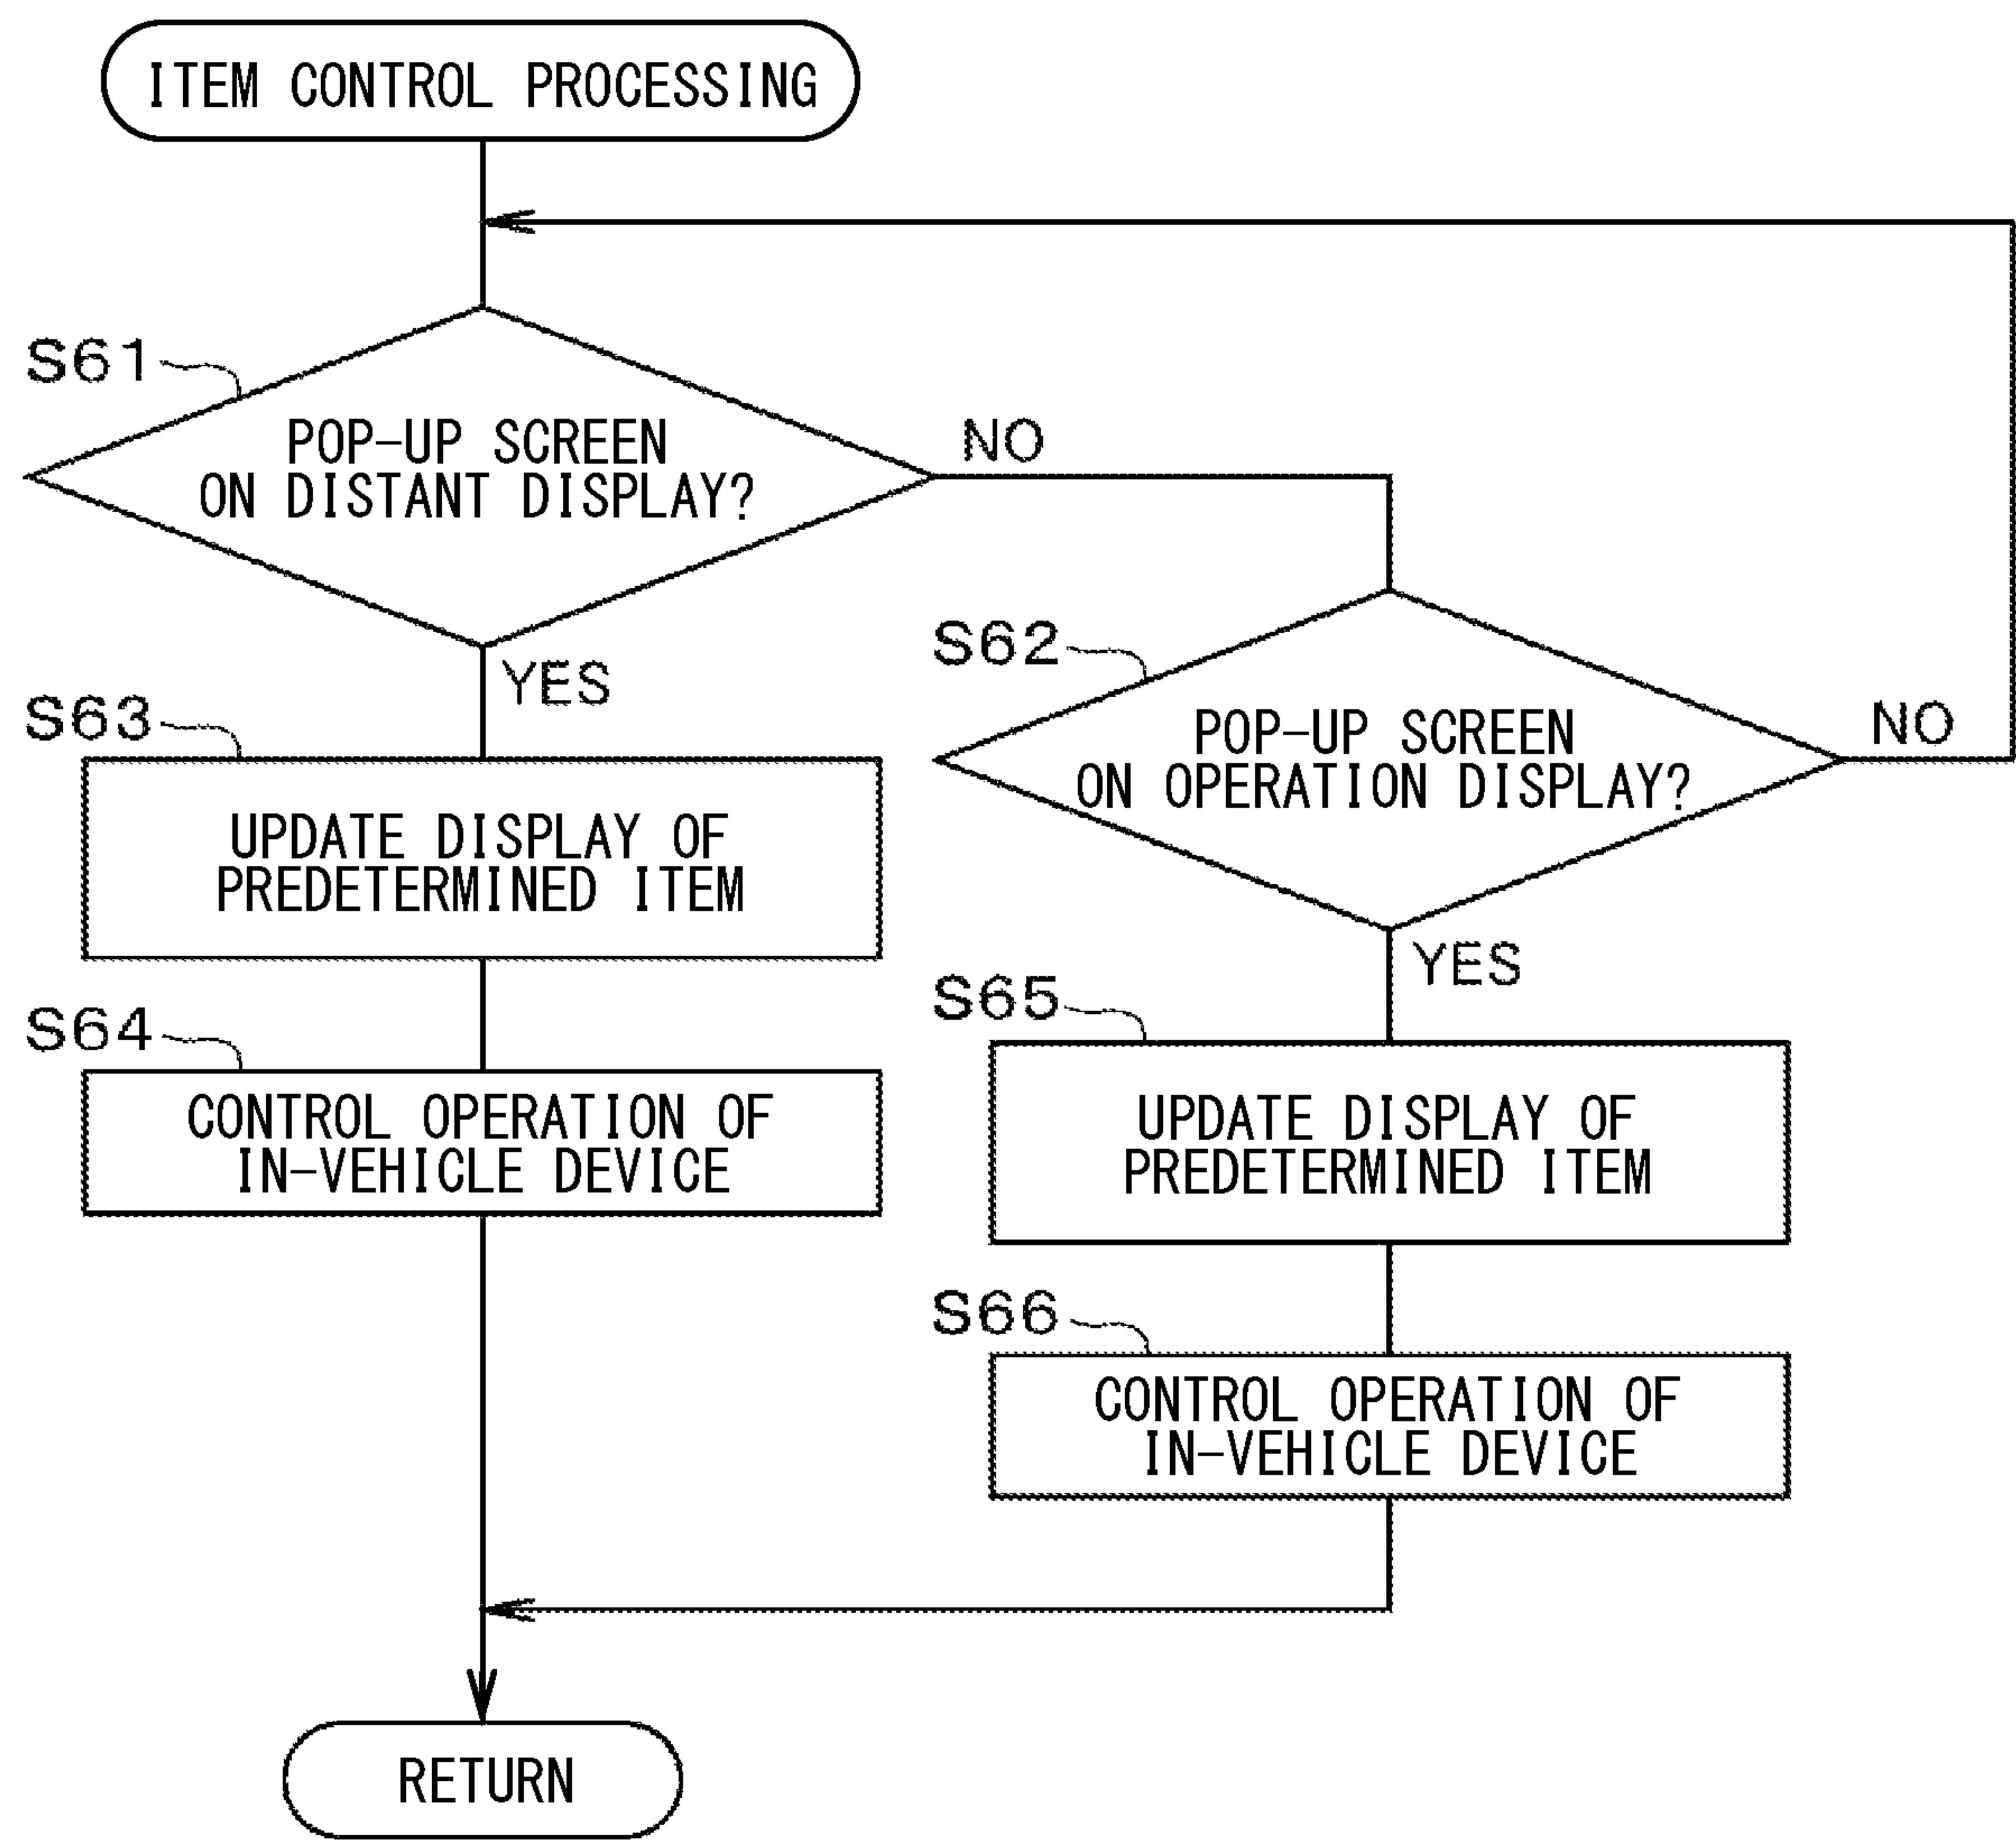 ITEM CONTROL PROCESSING
S61
POP-UP SCREEN
ON DISTANT DISPLAY?
NO
YES
S62
POP-UP SCREEN
ON OPERATION DISPLAY?
NO
YES
S63
UPDATE DISPLAY OF
PREDETERMINED ITEM
S64
CONTROL OPERATION OF
IN-VEHICLE DEVICE
S65
UPDATE DISPLAY OF
PREDETERMINED ITEM
S66
CONTROL OPERATION OF
IN-VEHICLE DEVICE
RETURN